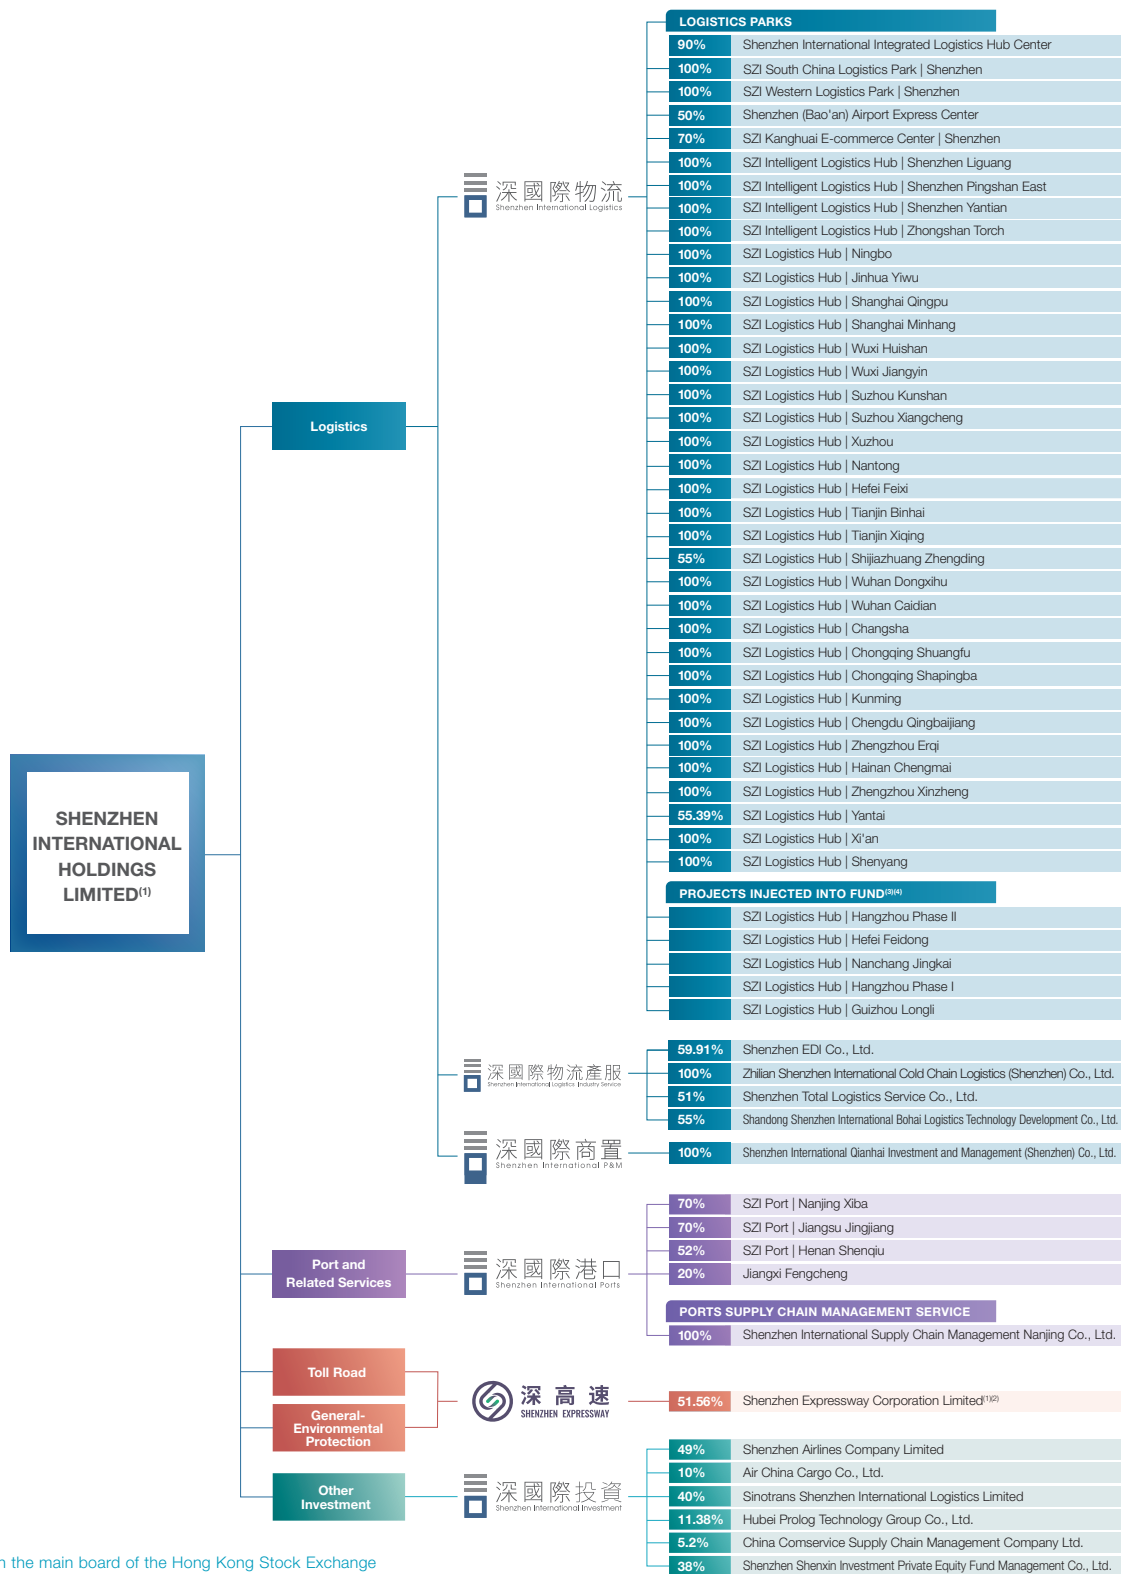 LOGISTICS PARKS
90% Shenzhen International Integrated Logistics Hub Center
100% SZI South China Logistics Park | Shenzhen
100% SZI Western Logistics Park | Shenzhen
50% Shenzhen (Bao'an) Airport Express Center
70% SZI Kanghuai E-commerce Center | Shenzhen
100% SZI Intelligent Logistics Hub | Shenzhen Liguang
100% SZI Intelligent Logistics Hub | Shenzhen Pingshan East
100% SZI Intelligent Logistics Hub | Shenzhen Yantian
100% SZI Intelligent Logistics Hub | Zhongshan Torch
100% SZI Logistics Hub | Ningbo
100% SZI Logistics Hub | Jinhua Yiwu
100% SZI Logistics Hub | Shanghai Qingpu
100% SZI Logistics Hub | Shanghai Minhang
100% SZI Logistics Hub | Wuxi Huishan
100% SZI Logistics Hub | Wuxi Jiangyin
100% SZI Logistics Hub | Suzhou Kunshan
100% SZI Logistics Hub | Suzhou Xiangcheng
100% SZI Logistics Hub | Xuzhou
100% SZI Logistics Hub | Nantong
100% SZI Logistics Hub | Hefei Feixi
100% SZI Logistics Hub | Tianjin Binhai
100% SZI Logistics Hub | Tianjin Xiqing
55% SZI Logistics Hub | Shijiazhuang Zhengding
100% SZI Logistics Hub | Wuhan Dongxihu
100% SZI Logistics Hub | Wuhan Caidian
100% SZI Logistics Hub | Changsha
100% SZI Logistics Hub | Chongqing Shuangfu
100% SZI Logistics Hub | Chongqing Shapingba
100% SZI Logistics Hub | Kunming
100% SZI Logistics Hub | Chengdu Qingbaijiang
100% SZI Logistics Hub | Zhengzhou Erqi
100% SZI Logistics Hub | Hainan Chengmai
100% SZI Logistics Hub | Zhengzhou Xinzheng
55.39% SZI Logistics Hub | Yantai
100% SZI Logistics Hub | Xi'an
100% SZI Logistics Hub | Shenyang
PROJECTS INJECTED INTO FUND(3)(4)
SZI Logistics Hub | Hangzhou Phase II
SZI Logistics Hub | Hefei Feidong
SZI Logistics Hub | Nanchang Jingkai
SZI Logistics Hub | Hangzhou Phase I
SZI Logistics Hub | Guizhou Longli
深國際物流
Shenzhen International Logistics
Logistics
SHENZHEN
INTERNATIONAL
HOLDINGS
LIMITED(1)
深國際物流產服
Shenzhen International Logistics Industry Service
59.91% Shenzhen EDI Co., Ltd.
100% Zhilian Shenzhen International Cold Chain Logistics (Shenzhen) Co., Ltd.
51% Shenzhen Total Logistics Service Co., Ltd.
55% Shandong Shenzhen International Bohai Logistics Technology Development Co., Ltd.
深國際商置
Shenzhen International P&M
100% Shenzhen International Qianhai Investment and Management (Shenzhen) Co., Ltd.
Port and
Related Services
深國際港口
Shenzhen International Ports
70% SZI Port | Nanjing Xiba
70% SZI Port | Jiangsu Jingjiang
52% SZI Port | Henan Shenqiu
20% Jiangxi Fengcheng
PORTS SUPPLY CHAIN MANAGEMENT SERVICE
100% Shenzhen International Supply Chain Management Nanjing Co., Ltd.
Toll Road
General-
Environmental
Protection
深高速
SHENZHEN EXPRESSWAY
51.56% Shenzhen Expressway Corporation Limited(1)(2)
Other
Investment
深國際投資
Shenzhen International Investment
49% Shenzhen Airlines Company Limited
10% Air China Cargo Co., Ltd.
40% Sinotrans Shenzhen International Logistics Limited
11.38% Hubei Prolog Technology Group Co., Ltd.
5.2% China Comservice Supply Chain Management Company Ltd.
38% Shenzhen Shenxin Investment Private Equity Fund Management Co., Ltd.
n the main board of the Hong Kong Stock Exchange